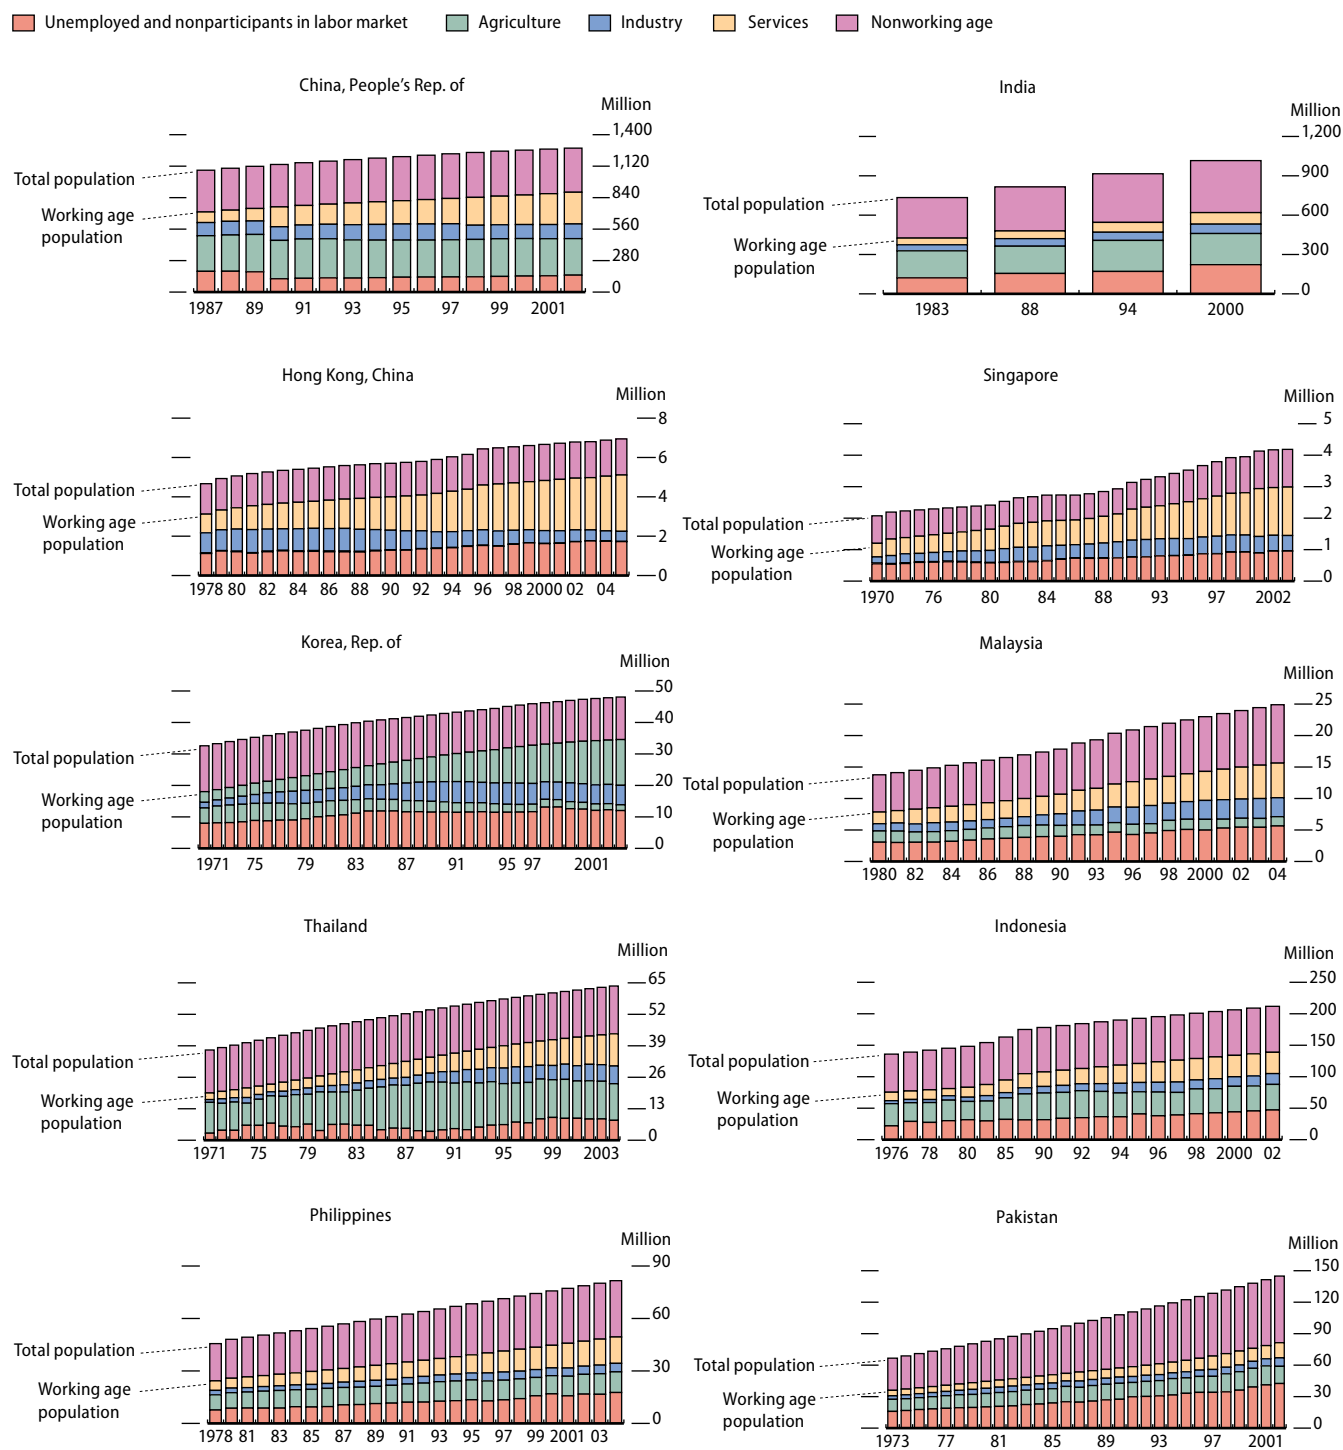 Unemployed and nonparticipants in labor market Agriculture Industry Services Nonworking age
China, People's Rep. of
Million
1,400
1,120
840
560
280
0
Total population
Working age
population
1987 89 91 93 95 97 99 2001
India
Million
1,200
900
600
300
0
Total population
Working age
population
1983 88 94 2000
Hong Kong, China
Million
8
6
4
2
0
Total population
Working age
population
1978 80 82 84 86 88 90 92 94 96 98 2000 02 04
Singapore
Million
5
4
3
2
1
0
Total population
Working age
population
1970 76 80 84 88 93 97 2002
Korea, Rep. of
Million
50
40
30
20
10
0
Total population
Working age
population
1971 75 79 83 87 91 95 97 2001
Malaysia
Million
25
20
15
10
5
0
Total population
Working age
population
1980 82 84 86 88 90 93 96 98 2000 02 04
Thailand
Million
65
52
39
26
13
0
Total population
Working age
population
1971 75 79 83 87 91 95 99 2003
Indonesia
Million
250
200
150
100
50
0
Total population
Working age
population
1976 78 80 85 90 92 94 96 98 2000 02
Philippines
Million
90
60
30
0
Total population
Working age
population
1978 81 83 85 87 89 91 93 95 97 99 2001 03
Pakistan
Million
150
120
90
60
30
0
Total population
Working age
population
1973 77 81 85 89 93 97 2001